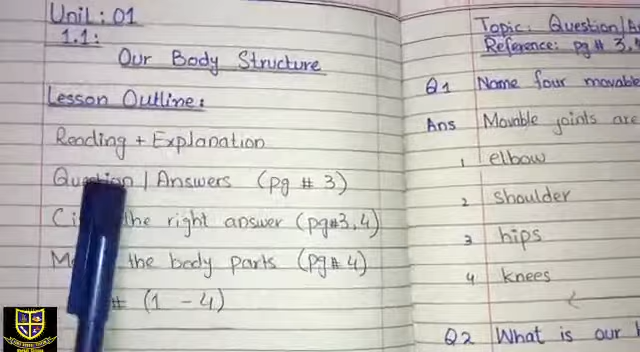 Unit: 01
1.1:
Our Body Structure
Lesson Outline:
Reading + Explanation
Question / Answers (pg # 3)
the right answer (pg#3,4)
the body parts (pg# 4)
# (1 - 4)
Topic: Question/
Reference: pg # 3,
Q1 Name four movable
Ans Movable joints are
1 elbow
2 shoulder
3 hips
4 knees
Q2 What is our